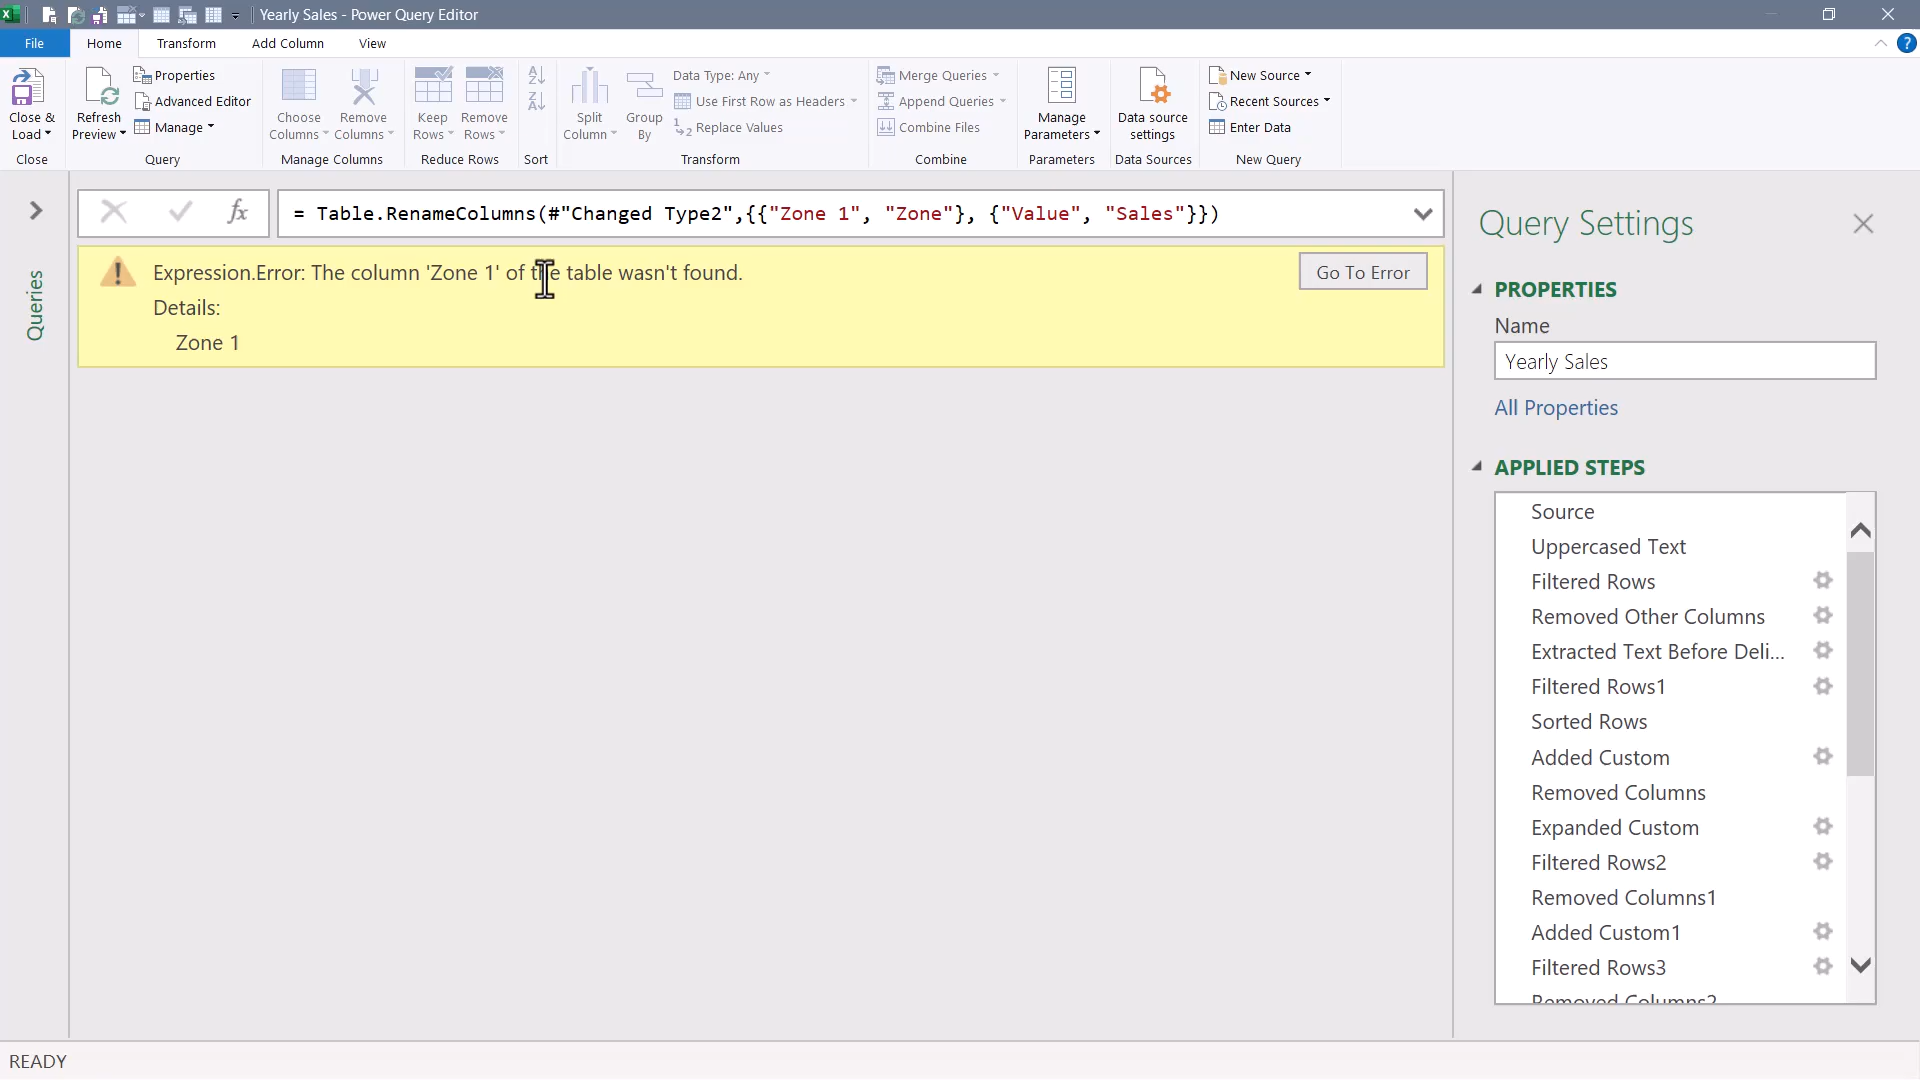 Yearly Sales - Power Query Editor
File Home Transform Add Column View
Close & Load
Refresh Preview
Properties
Advanced Editor
Manage
Choose Columns
Remove Columns
Keep Rows
Remove Rows
A Z
Z A
Split Column
Group By
Data Type: Any
Use First Row as Headers
1 2 Replace Values
Merge Queries
Append Queries
Combine Files
Manage Parameters
Data source settings
New Source
Recent Sources
Enter Data
Close Query Manage Columns Reduce Rows Sort Transform Combine Parameters Data Sources New Query
fx = Table.RenameColumns(#"Changed Type2",{{"Zone 1", "Zone"}, {"Value", "Sales"}})
Expression.Error: The column 'Zone 1' of the table wasn't found.
Details:
Zone 1
Go To Error
Queries
Query Settings
PROPERTIES
Name
Yearly Sales
All Properties
APPLIED STEPS
Source
Uppercased Text
Filtered Rows
Removed Other Columns
Extracted Text Before Deli...
Filtered Rows1
Sorted Rows
Added Custom
Removed Columns
Expanded Custom
Filtered Rows2
Removed Columns1
Added Custom1
Filtered Rows3
Removed Columns2
READY